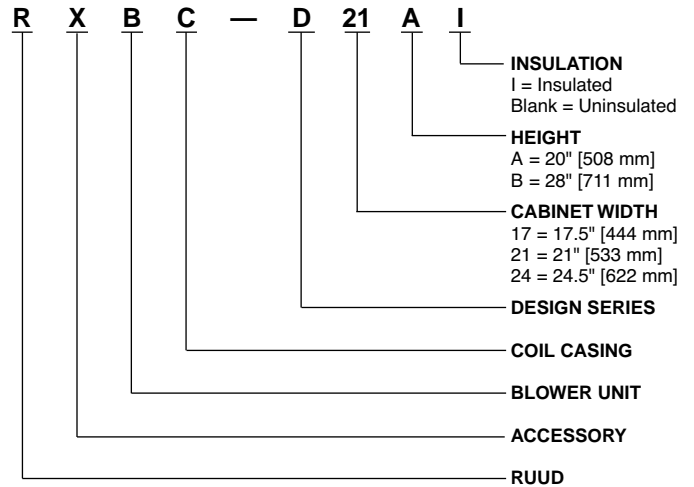 R X B C — D 21 A I
INSULATION
I = Insulated
Blank = Uninsulated
HEIGHT
A = 20" [508 mm]
B = 28" [711 mm]
CABINET WIDTH
17 = 17.5" [444 mm]
21 = 21" [533 mm]
24 = 24.5" [622 mm]
DESIGN SERIES
COIL CASING
BLOWER UNIT
ACCESSORY
RUUD